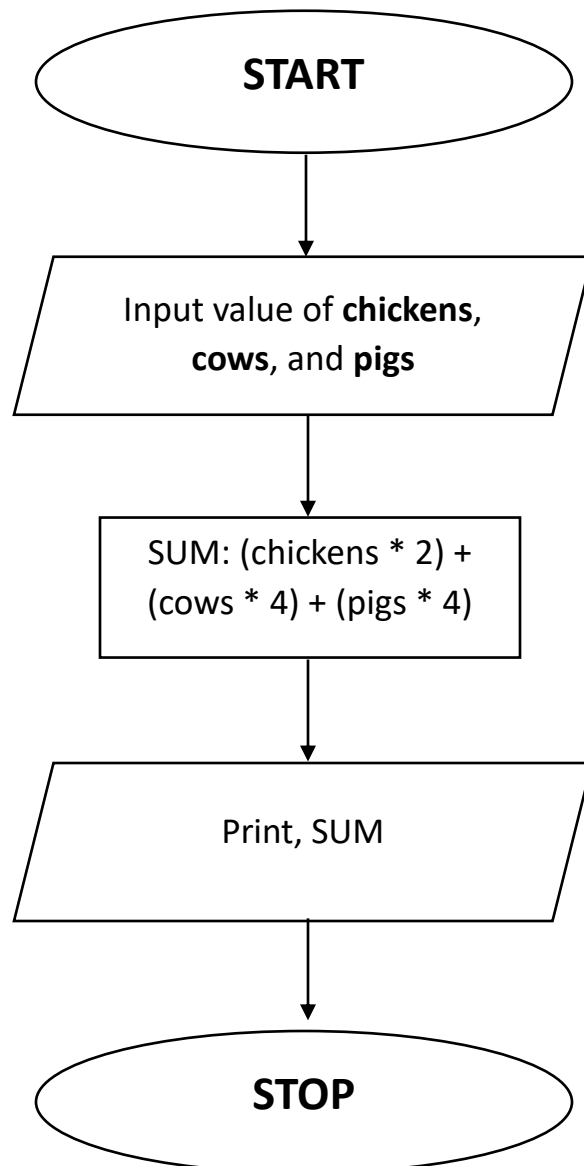 START
Input value of chickens,
cows, and pigs
SUM: (chickens * 2) +
(cows * 4) + (pigs * 4)
Print, SUM
STOP